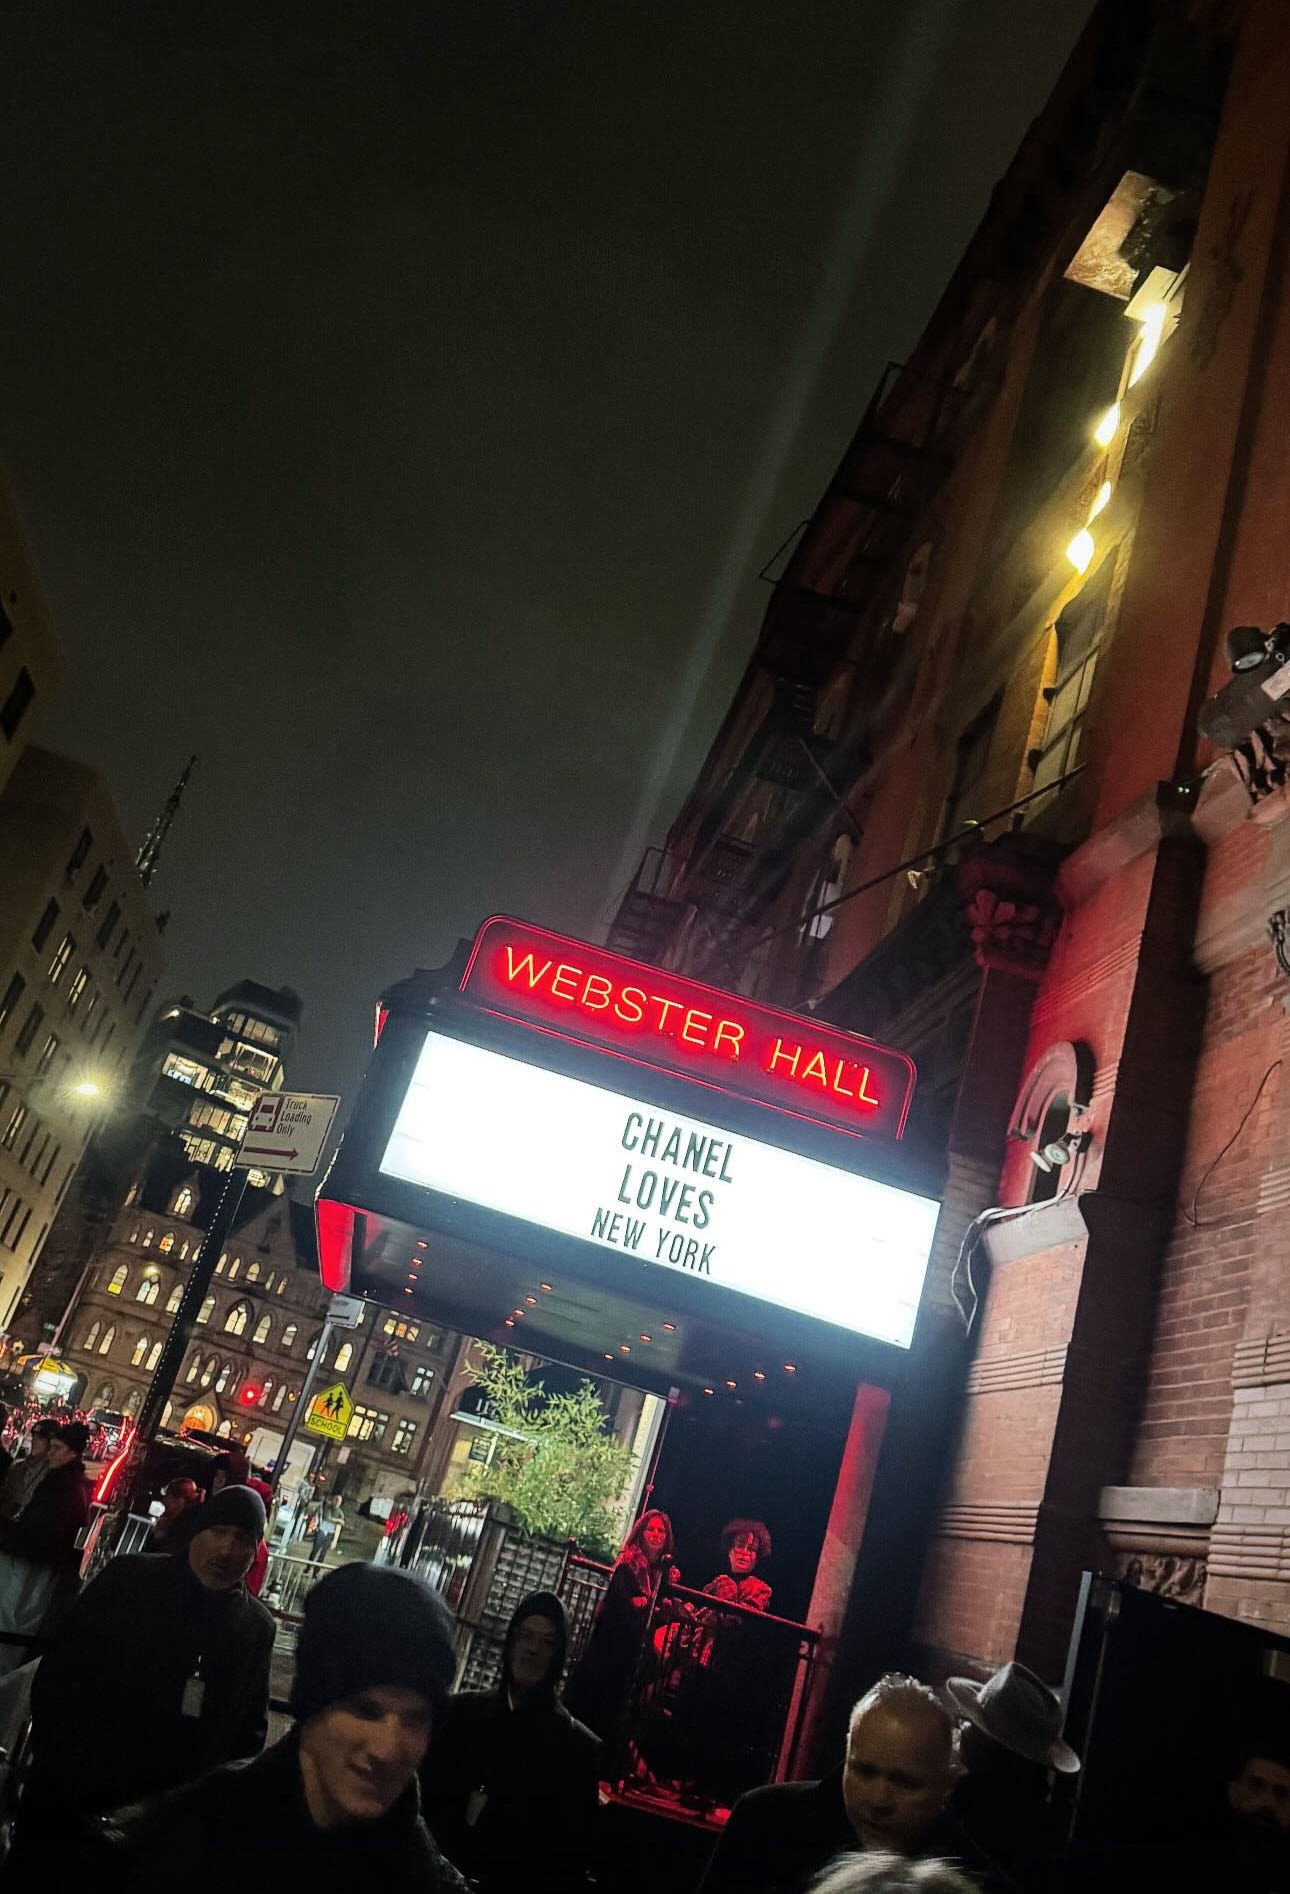 WEBSTER HALL
CHANEL
LOVES
NEW YORK
Truck
Loading
Only
SCHOOL